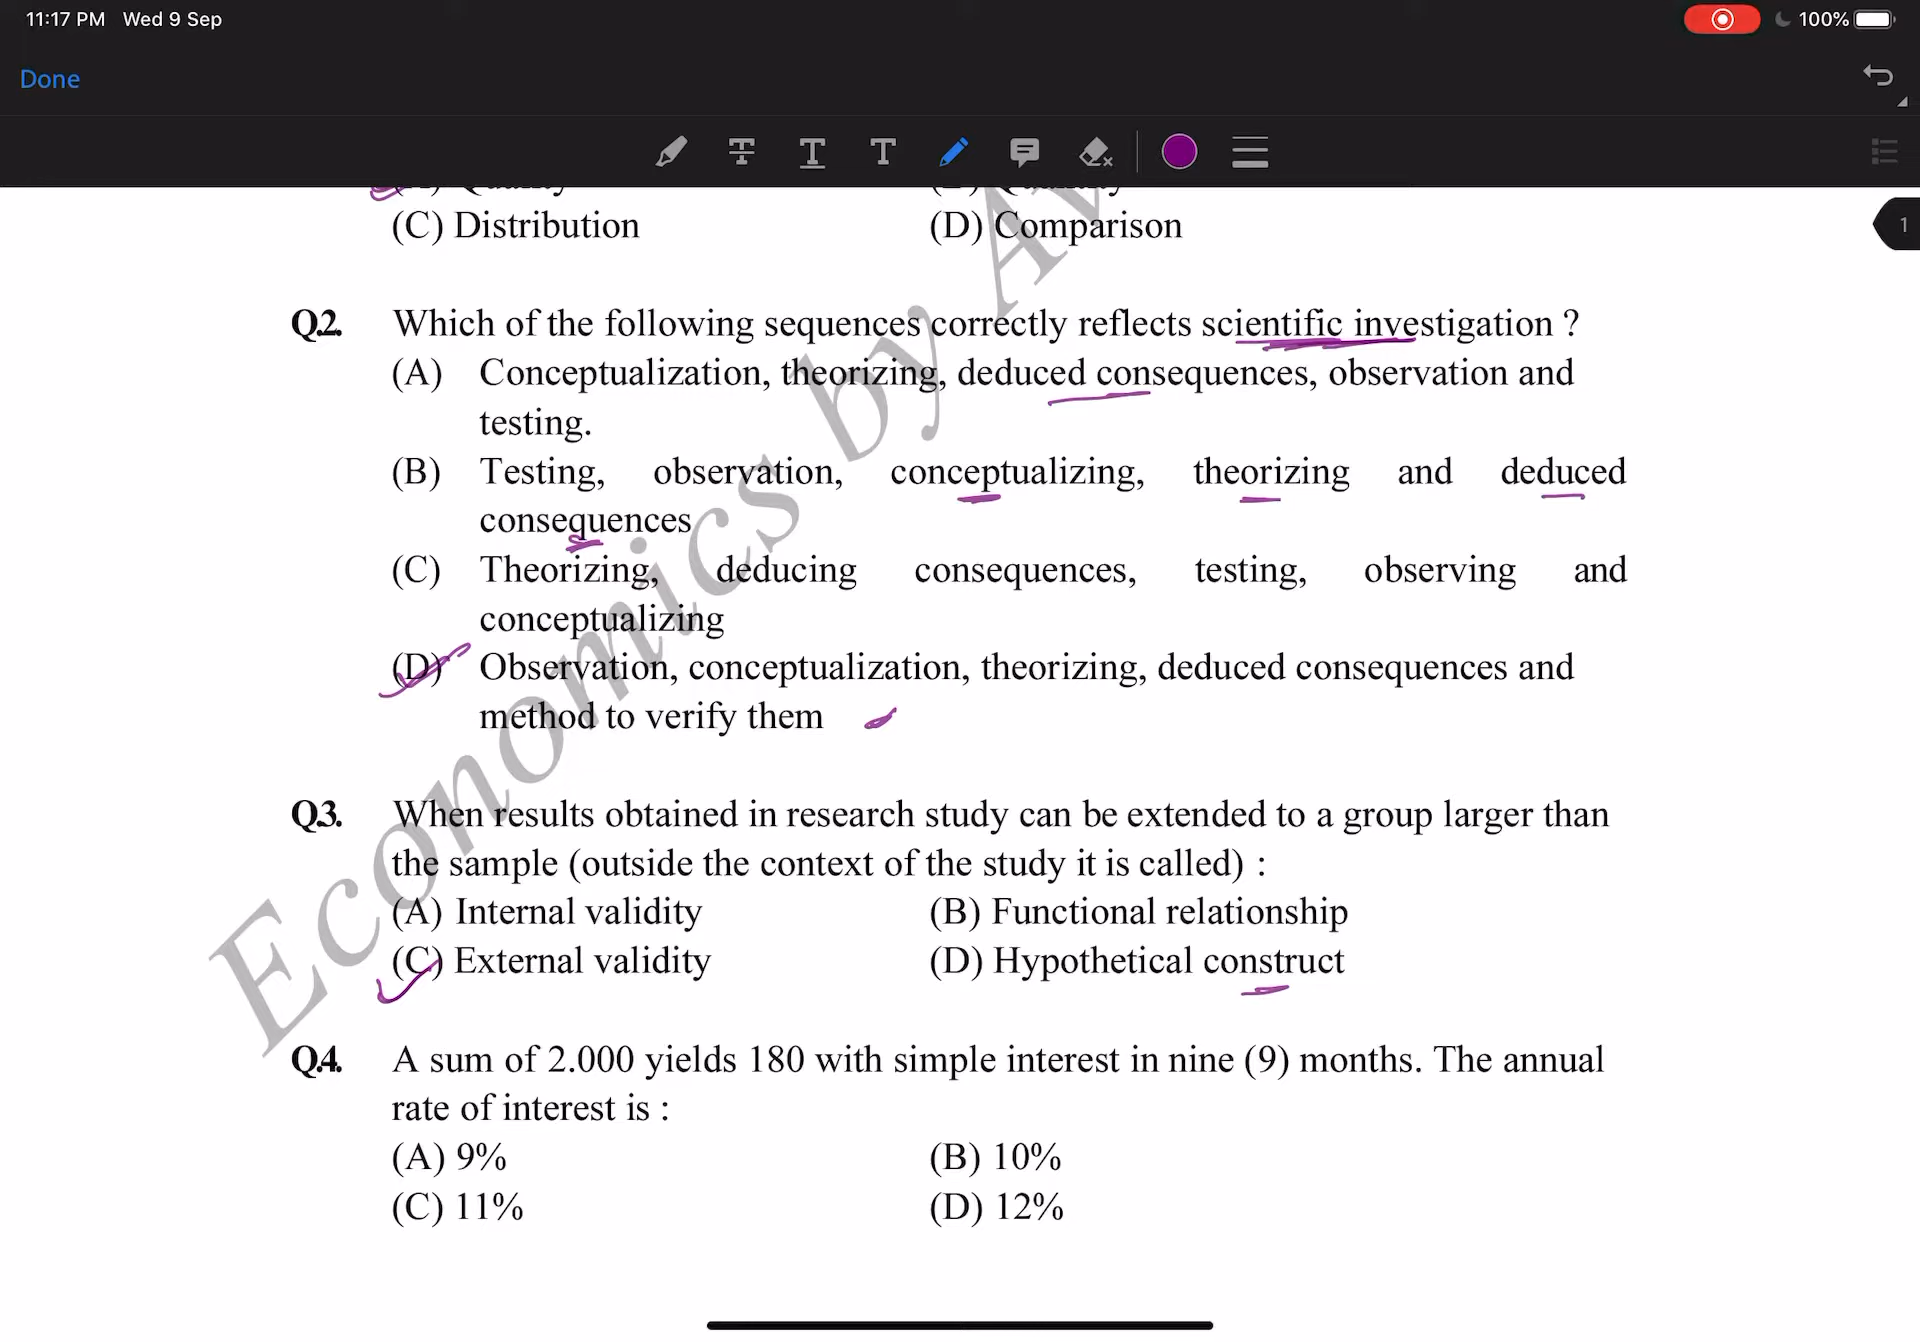 11:17 PM Wed 9 Sep
100%
Done
1
(C) Distribution (D) Comparison
Q.2. Which of the following sequences correctly reflects scientific investigation ?
(A) Conceptualization, theorizing, deduced consequences, observation and
testing.
(B) Testing, observation, conceptualizing, theorizing and deduced
consequences
(C) Theorizing, deducing consequences, testing, observing and
conceptualizing
(D) Observation, conceptualization, theorizing, deduced consequences and
method to verify them
Q.3. When results obtained in research study can be extended to a group larger than
the sample (outside the context of the study it is called) :
(A) Internal validity (B) Functional relationship
(C) External validity (D) Hypothetical construct
Q.4. A sum of 2.000 yields 180 with simple interest in nine (9) months. The annual
rate of interest is :
(A) 9% (B) 10%
(C) 11% (D) 12%
Economics by